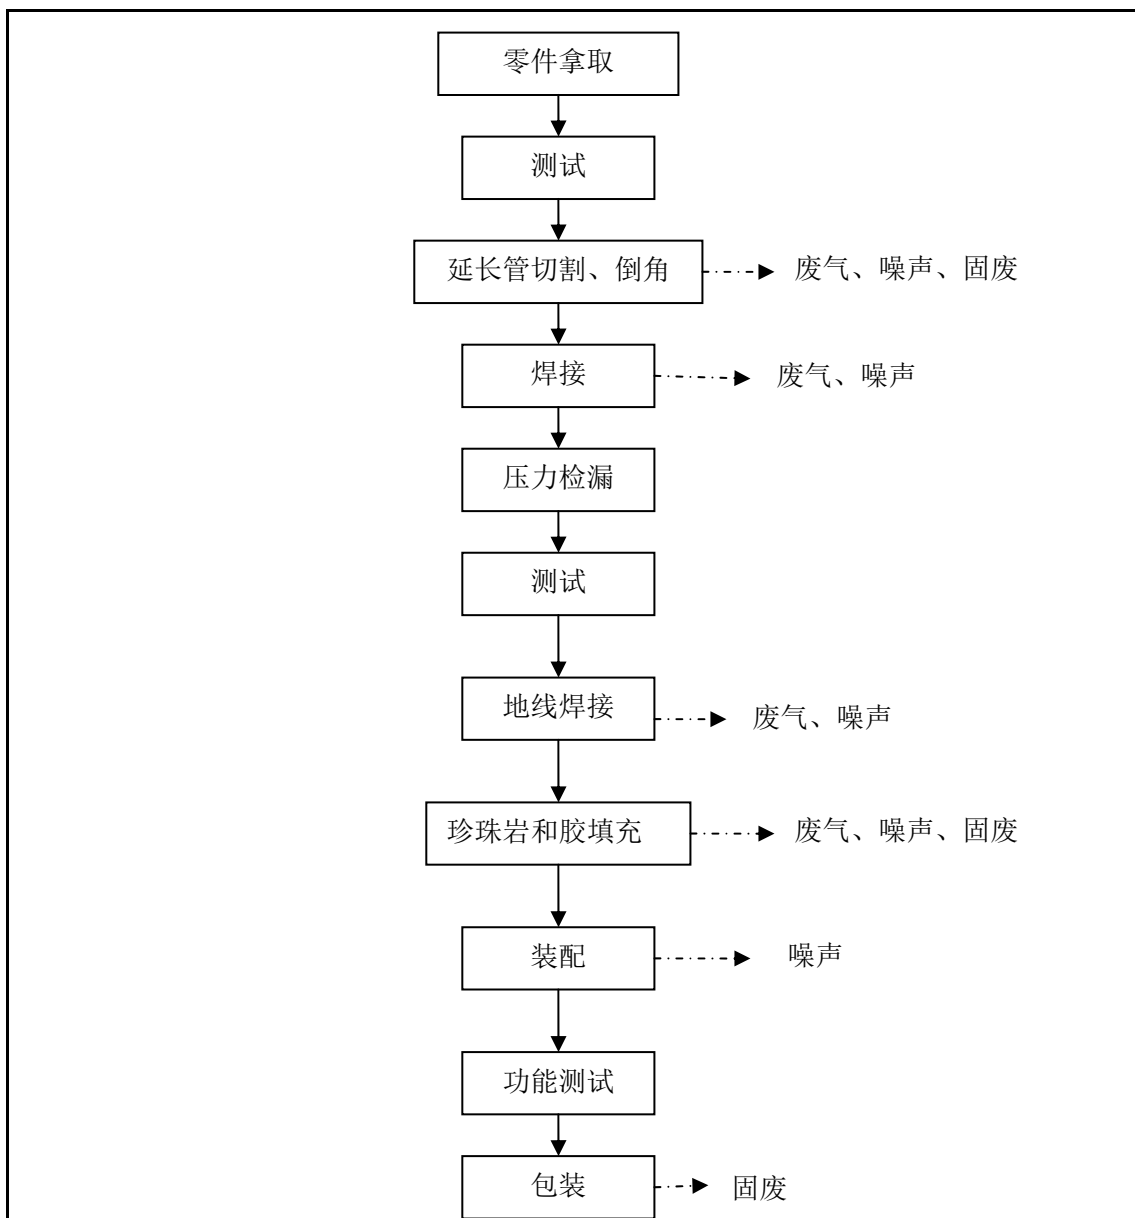 零件拿取
测试
延长管切割、倒角
废气、噪声、固废
焊接
废气、噪声
压力检漏
测试
地线焊接
废气、噪声
珍珠岩和胶填充
废气、噪声、固废
装配
噪声
功能测试
包装
固废